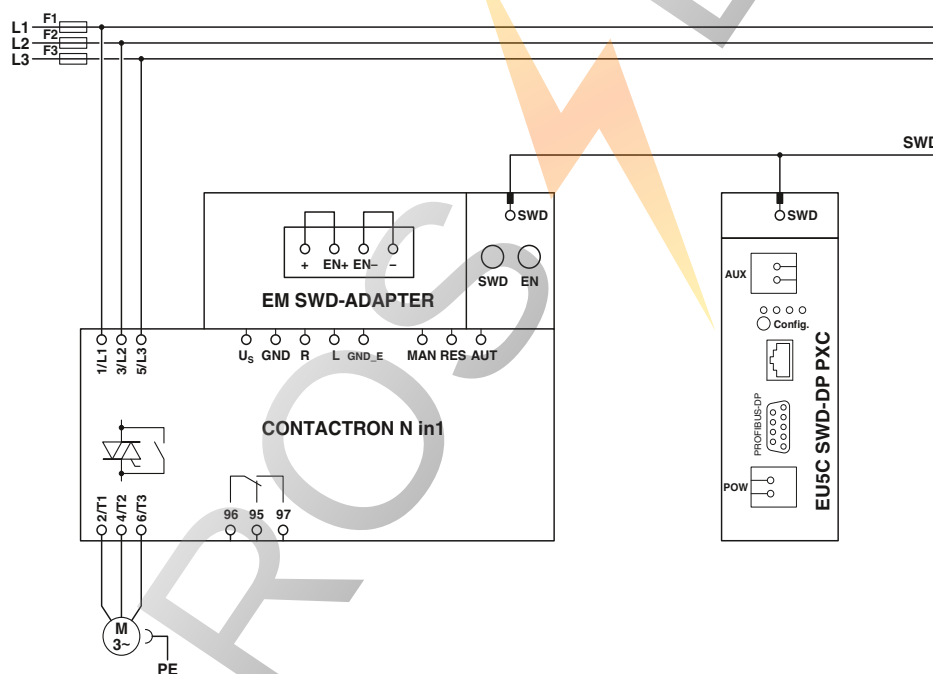 L1 F1
L2 F2
L3 F3
SWD
SWD
SWD
+ EN+ EN– –
SWD EN
EM SWD-ADAPTER
AUX
Config.
1/L1 3/L2 5/L3
US GND R L GND_E MAN RES AUT
CONTACTRON N in1
PROFIBUS-DP
EU5C SWD-DP PXC
POW
2/T1 4/T2 6/T3
96 95 97
M
3~
PE
ROS